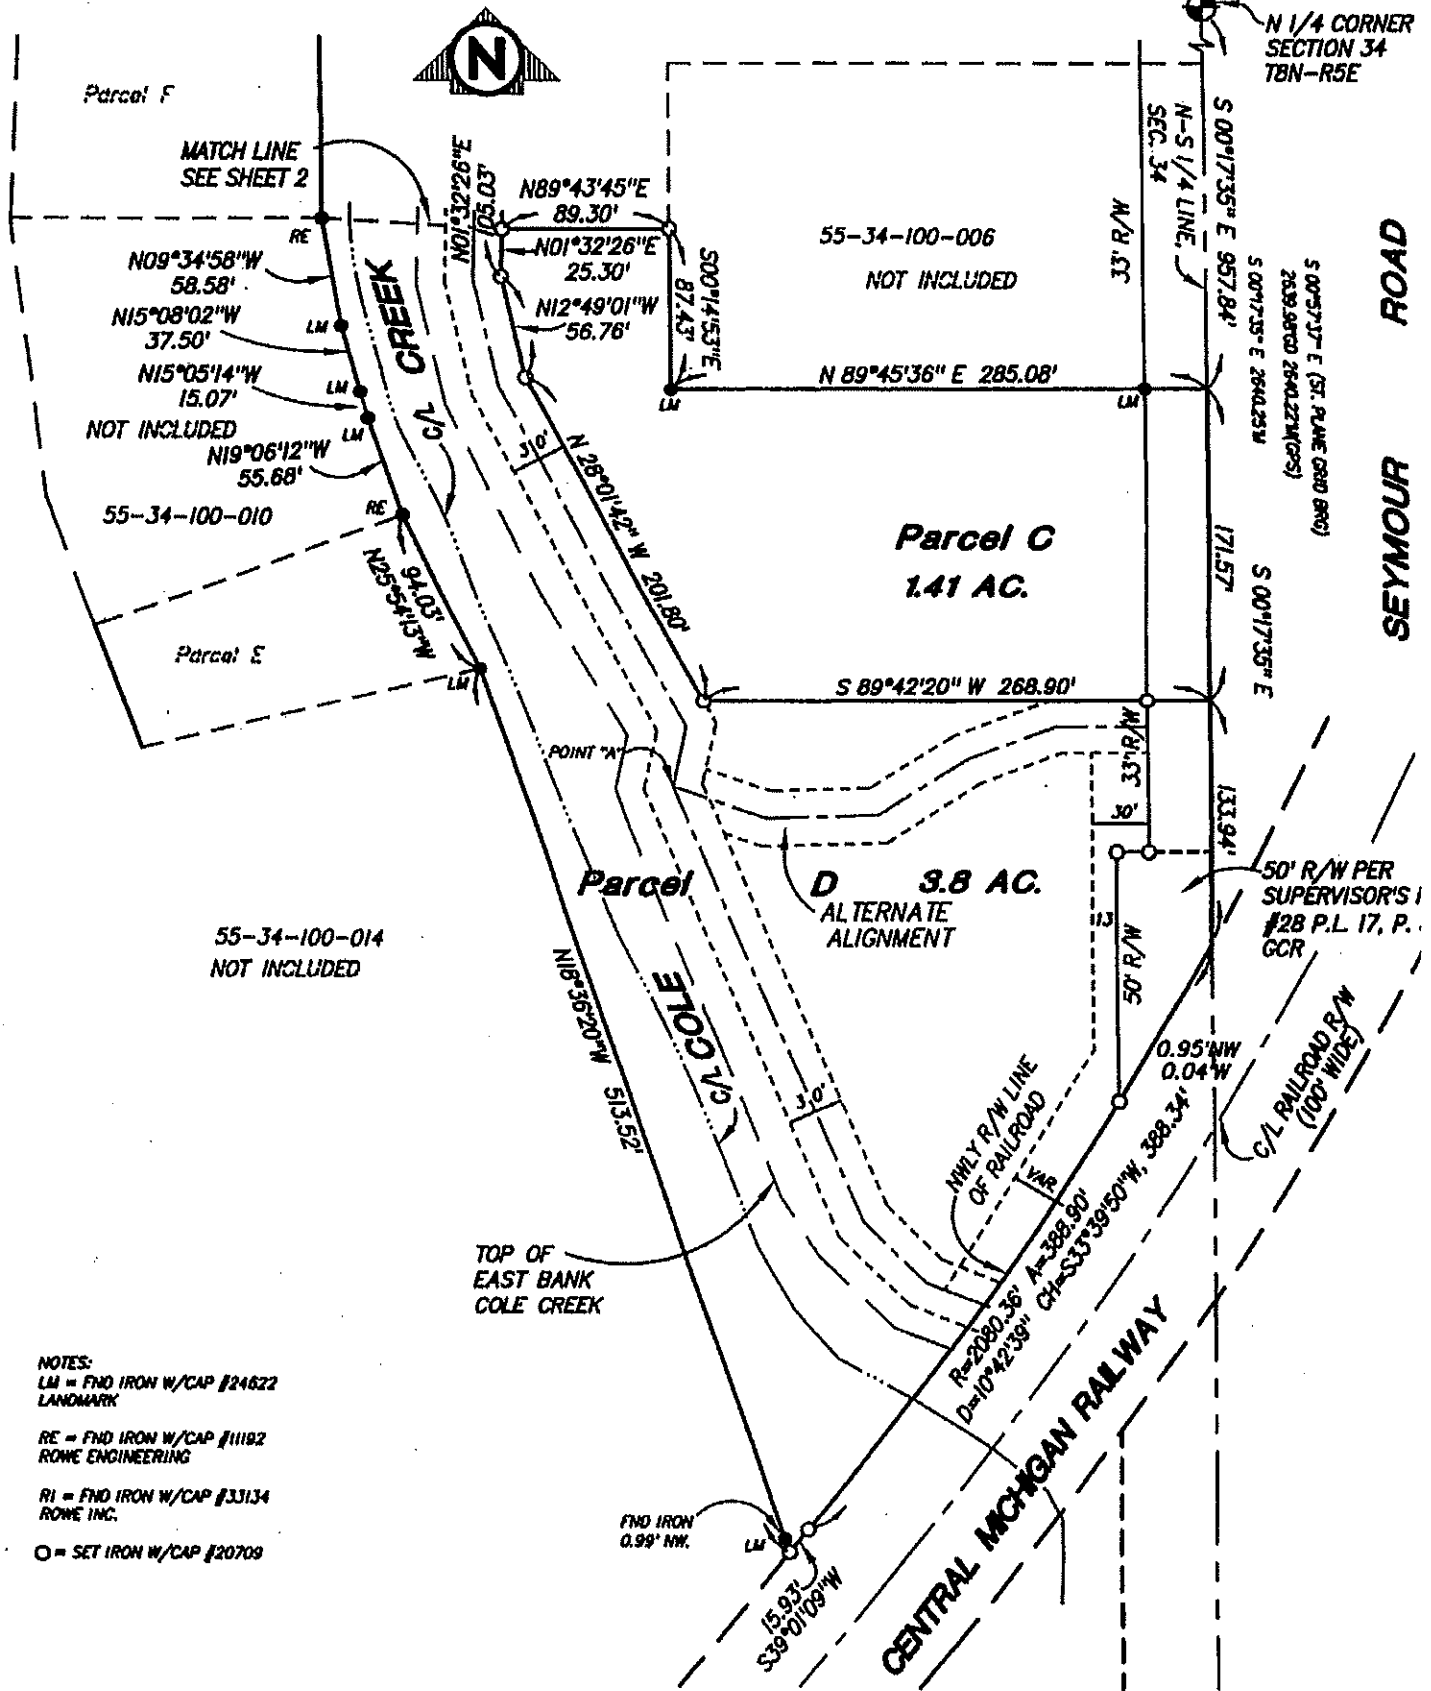 N
N 1/4 CORNER
SECTION 34
T8N-R5E
Parcel F
MATCH LINE
SEE SHEET 2
N01°32'26"E
105.03'
N89°43'45"E
89.30'
N01°32'26"E
25.30'
N12°49'01"W
56.76'
S00°14'53"E
87.43'
55-34-100-006
NOT INCLUDED
33' R/W
N-S 1/4 LINE,
SEC. 34
S 00°17'35" E 957.84'
S 00°17'35" E 2640.25'M
SEYMOUR ROAD
RE
N09°34'58"W
58.58'
LM
N15°08'02"W
37.50'
LM
N15°05'14"W
15.07'
LM
NOT INCLUDED
N19°06'12"W
55.68'
RE
55-34-100-010
C/L CREEK
N 89°45'36" E 285.08'
LM
LM
30'
N 28°01'42" W 201.80'
Parcel C
1.41 AC.
171.57'
S 00°17'35" E
94.03'
N25°54'13"W
Parcel E
LM
S 89°42'20" W 268.90'
POINT "A"
33' R/W
30'
133.94'
Parcel D 3.8 AC.
ALTERNATE
ALIGNMENT
50' R/W PER
SUPERVISOR'S
#28 P.L. 17, P.
GCR
55-34-100-014
NOT INCLUDED
N18°36'20"W 513.52'
C/L COLE
13
50' R/W
0.95'NW
0.04'W
C/L RAILROAD R/W
(100' WIDE)
30'
NWLY R/W LINE
OF RAILROAD
VAR
R=2080.36' A=388.90'
D=10°42'39" CH=S33°39'50"W, 388.34'
TOP OF
EAST BANK
COLE CREEK
CENTRAL MICHIGAN RAILWAY
NOTES:
LM = FND IRON W/CAP #24622
LANDMARK
RE = FND IRON W/CAP #11192
ROWE ENGINEERING
RI = FND IRON W/CAP #33134
ROWE INC.
O = SET IRON W/CAP #20709
FND IRON
0.99' NW.
LM
15.93'
S39°01'09"W